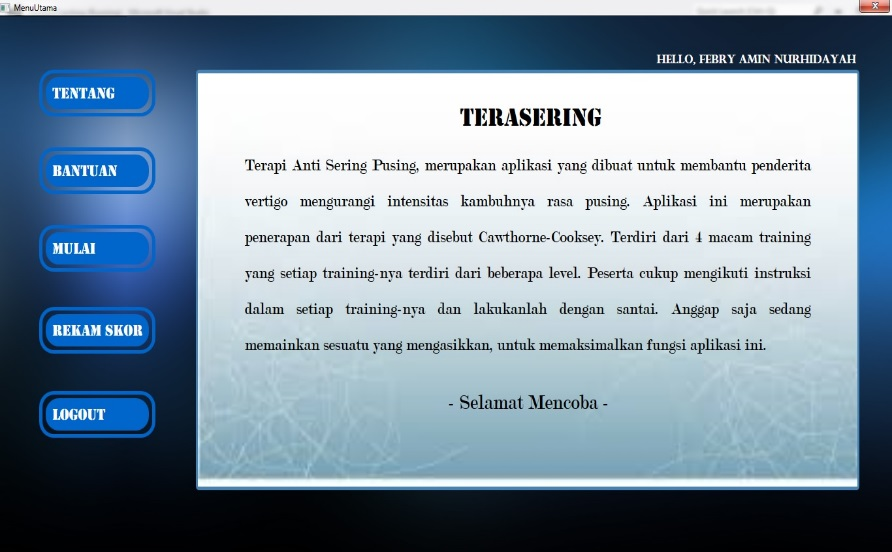 MenuUtama
HELLO, FEBRY AMIN NURHIDAYAH
TENTANG
BANTUAN
MULAI
REKAM SKOR
LOGOUT
TERASERING
Terapi Anti Sering Pusing, merupakan aplikasi yang dibuat untuk membantu penderita
vertigo mengurangi intensitas kambuhnya rasa pusing. Aplikasi ini merupakan
penerapan dari terapi yang disebut Cawthorne-Cooksey. Terdiri dari 4 macam training
yang setiap training-nya terdiri dari beberapa level. Peserta cukup mengikuti instruksi
dalam setiap training-nya dan lakukanlah dengan santai. Anggap saja sedang
memainkan sesuatu yang mengasikkan, untuk memaksimalkan fungsi aplikasi ini.
- Selamat Mencoba -